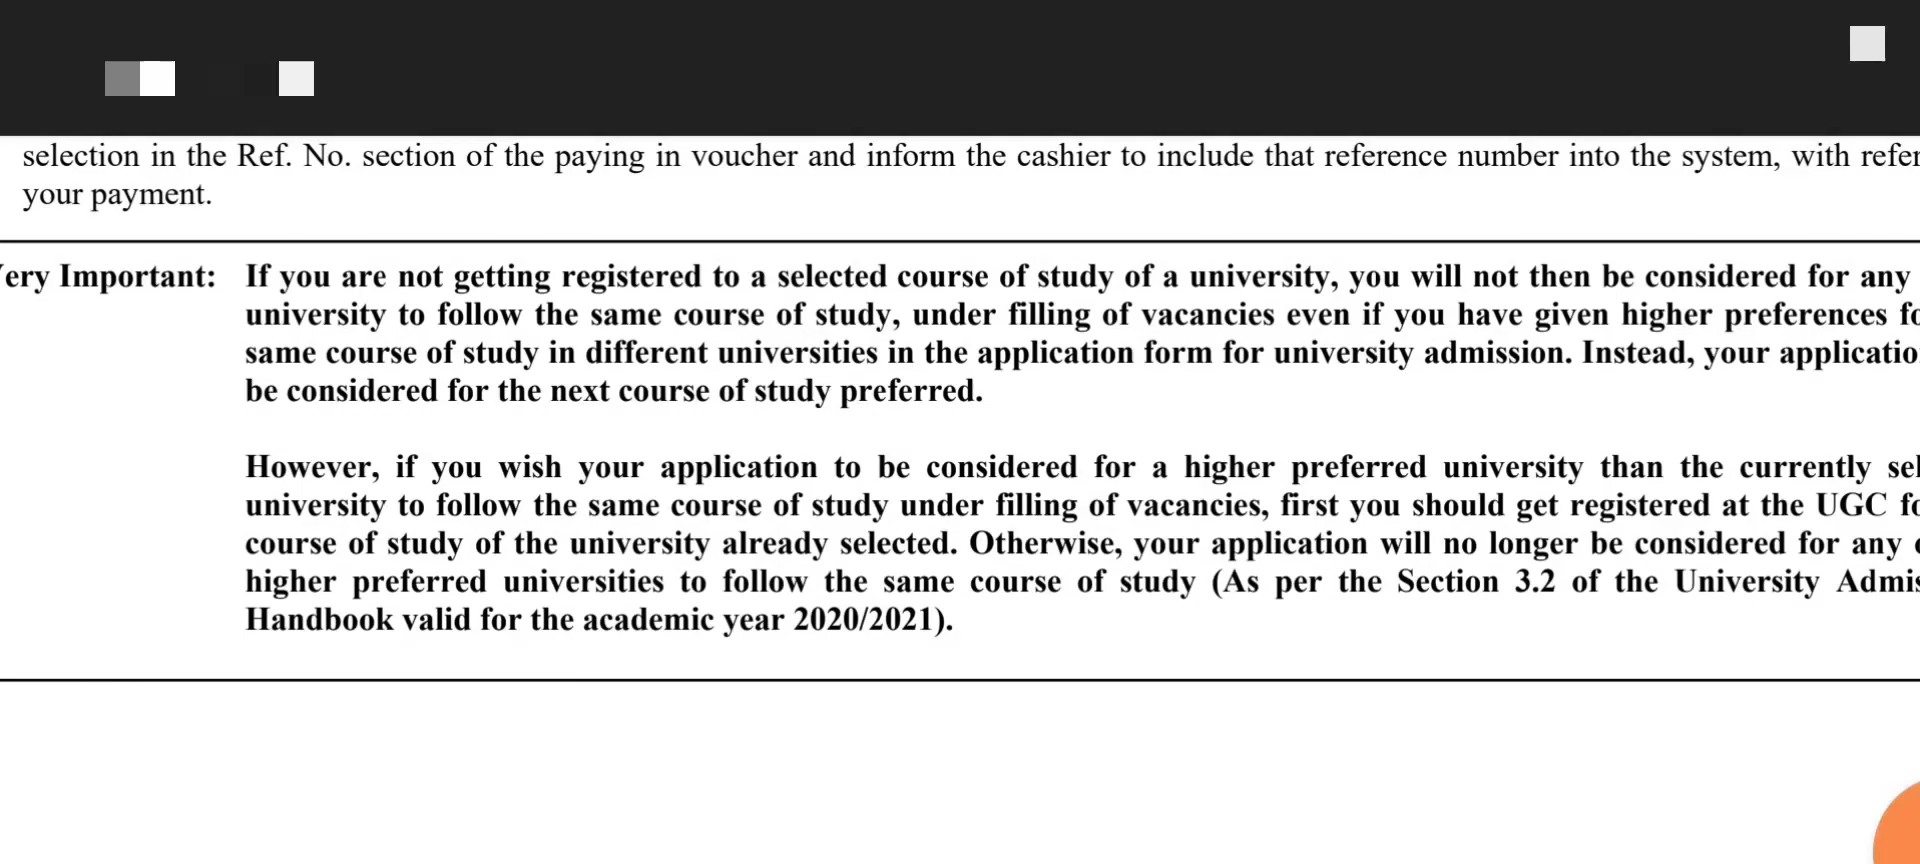 selection in the Ref. No. section of the paying in voucher and inform the cashier to include that reference number into the system, with
your payment.
Important: If you are not getting registered to a selected course of study of a university, you will not then be considered for any
university to follow the same course of study, under filling of vacancies even if you have given higher preferences
same course of study in different universities in the application form for university admission. Instead, your
be considered for the next course of study preferred.
However, if you wish your application to be considered for a higher preferred university than the currently
university to follow the same course of study under filling of vacancies, first you should get registered at the UGC
course of study of the university already selected. Otherwise, your application will no longer be considered for any
higher preferred universities to follow the same course of study (As per the Section 3.2 of the University
Handbook valid for the academic year 2020/2021).